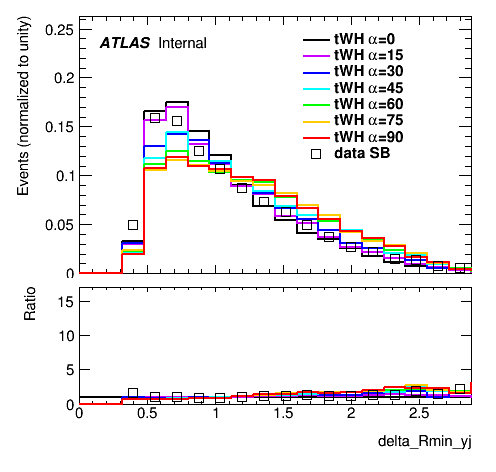 ATLAS Internal
tWH α=0
tWH α=15
tWH α=30
tWH α=45
tWH α=60
tWH α=75
tWH α=90
data SB
Events (normalized to unity)
0.25
0.2
0.15
0.1
0.05
0
Ratio
15
10
5
0
0 0.5 1 1.5 2 2.5
delta_Rmin_yj